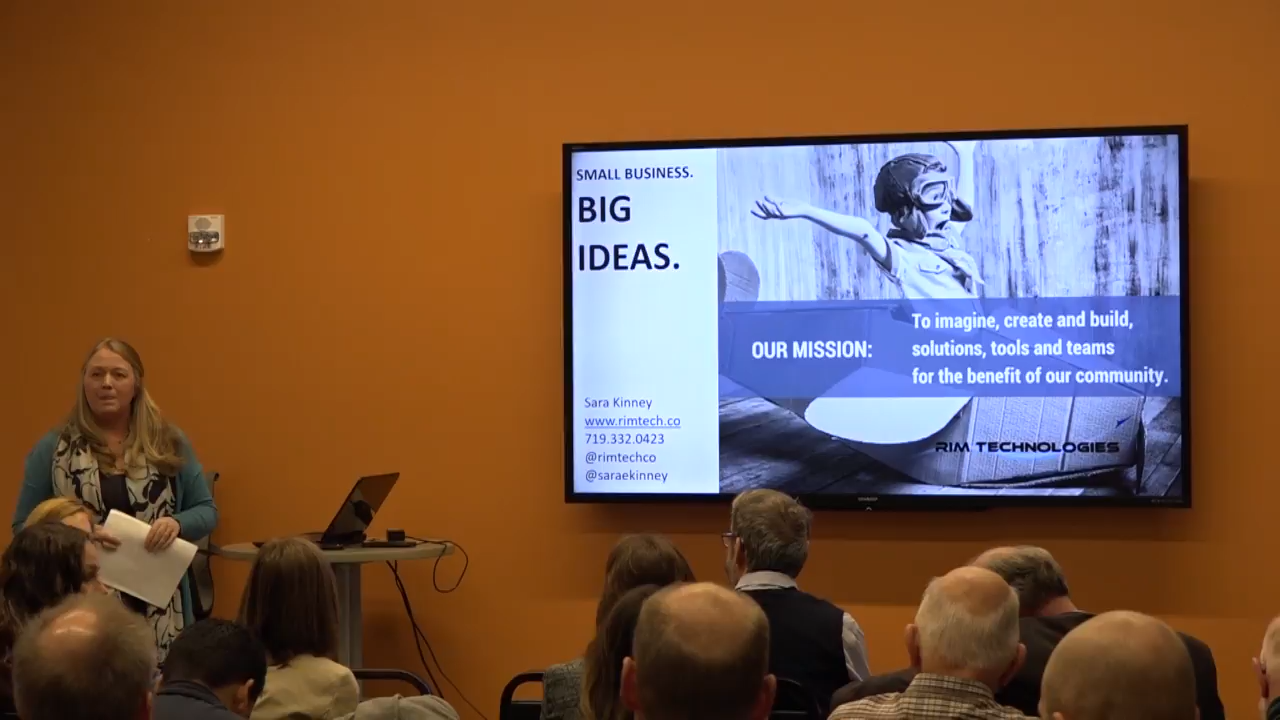 SMALL BUSINESS.
BIG
IDEAS.
OUR MISSION:
To imagine, create and build,
solutions, tools and teams
for the benefit of our community.
RIM TECHNOLOGIES
Sara Kinney
www.rimtech.co
719.332.0423
@rimtechco
@saraekinney